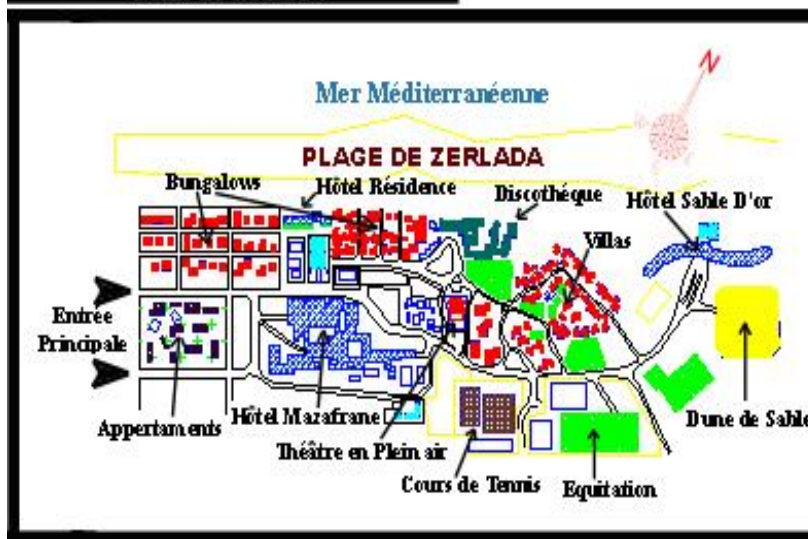 N
Mer Méditerranéenne
PLAGE DE ZERLADA
Bungalows
Hôtel Résidence
Discothéque
Hôtel Sable D'or
Villas
Entrée
Principale
Appertaments
Hôtel Mazafrane
Théâtre en Plein air
Cours de Tennis
Equitation
Dune de Sable